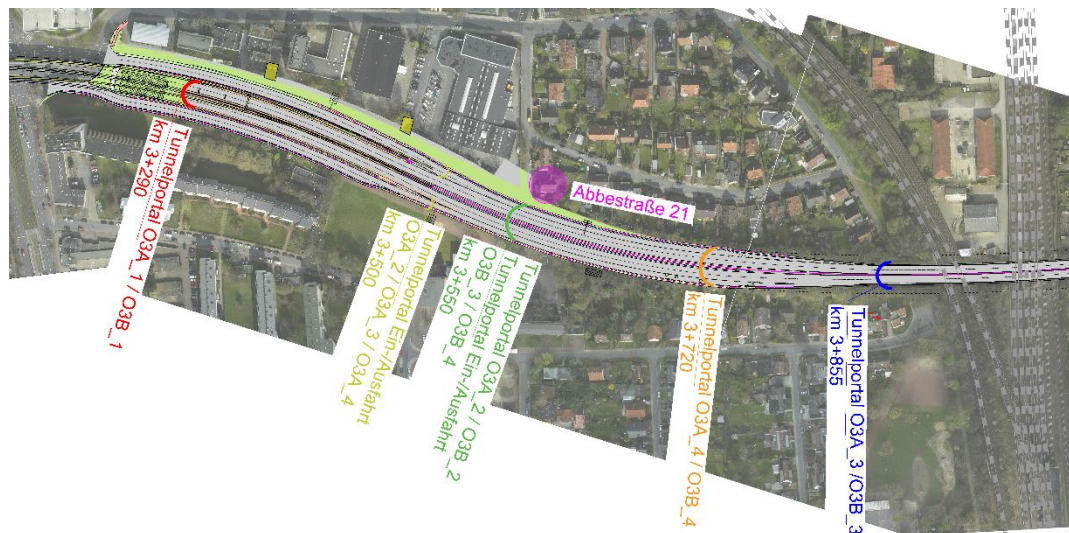 Tunnelportal O3A_1 / O3B_1
km 3+290
Tunnelportal Ein-/Ausfahrt
O3A_2 / O3A_3 / O3A_4
km 3+500
Tunnelportal O3A_2 / O3B_2
Tunnelportal Ein-/Ausfahrt
O3B_3 / O3B_4
km 3+550
Abbestraße 21
Tunnelportal O3A_4 / O3B_4
km 3+720
Tunnelportal O3A_3 /O3B_3
km 3+855